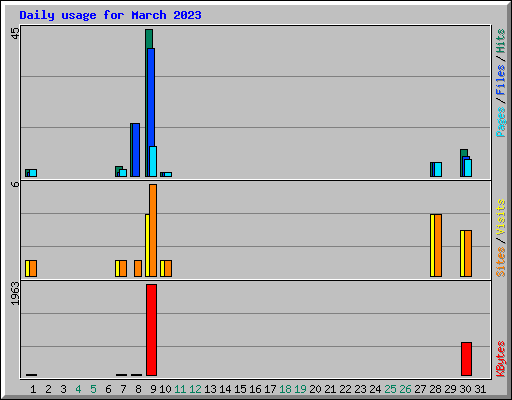 Daily usage for March 2023
45
Pages / Files / Hits
6
Sites / Visits
1963
KBytes
1 2 3 4 5 6 7 8 9 10 11 12 13 14 15 16 17 18 19 20 21 22 23 24 25 26 27 28 29 30 31